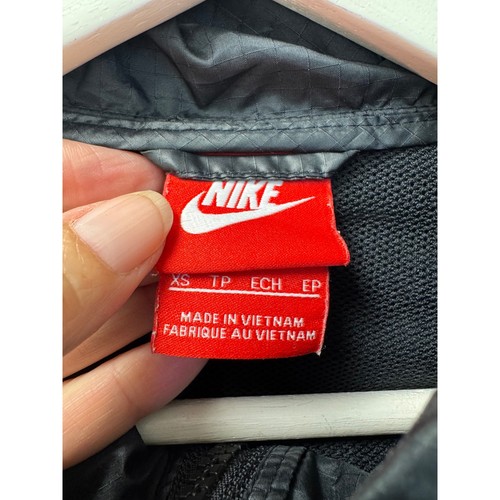 NIKE
XS TP ECH EP
MADE IN VIETNAM
FABRIQUE AU VIETNAM